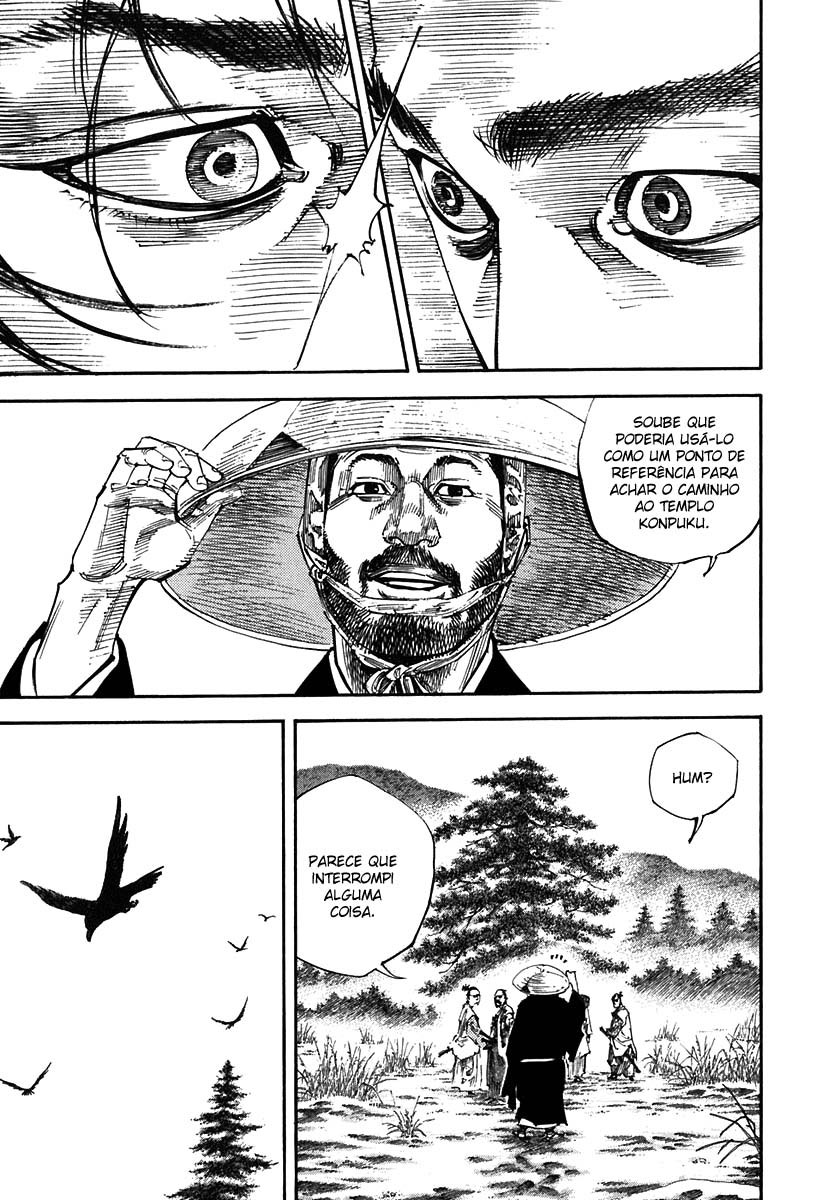 SOUBE QUE
PODERIA USÁ-LO
COMO UM PONTO DE
REFERÊNCIA PARA
ACHAR O CAMINHO
AO TEMPLO
KONPUKU.
HUM?
PARECE QUE
INTERROMPI
ALGUMA
COISA.